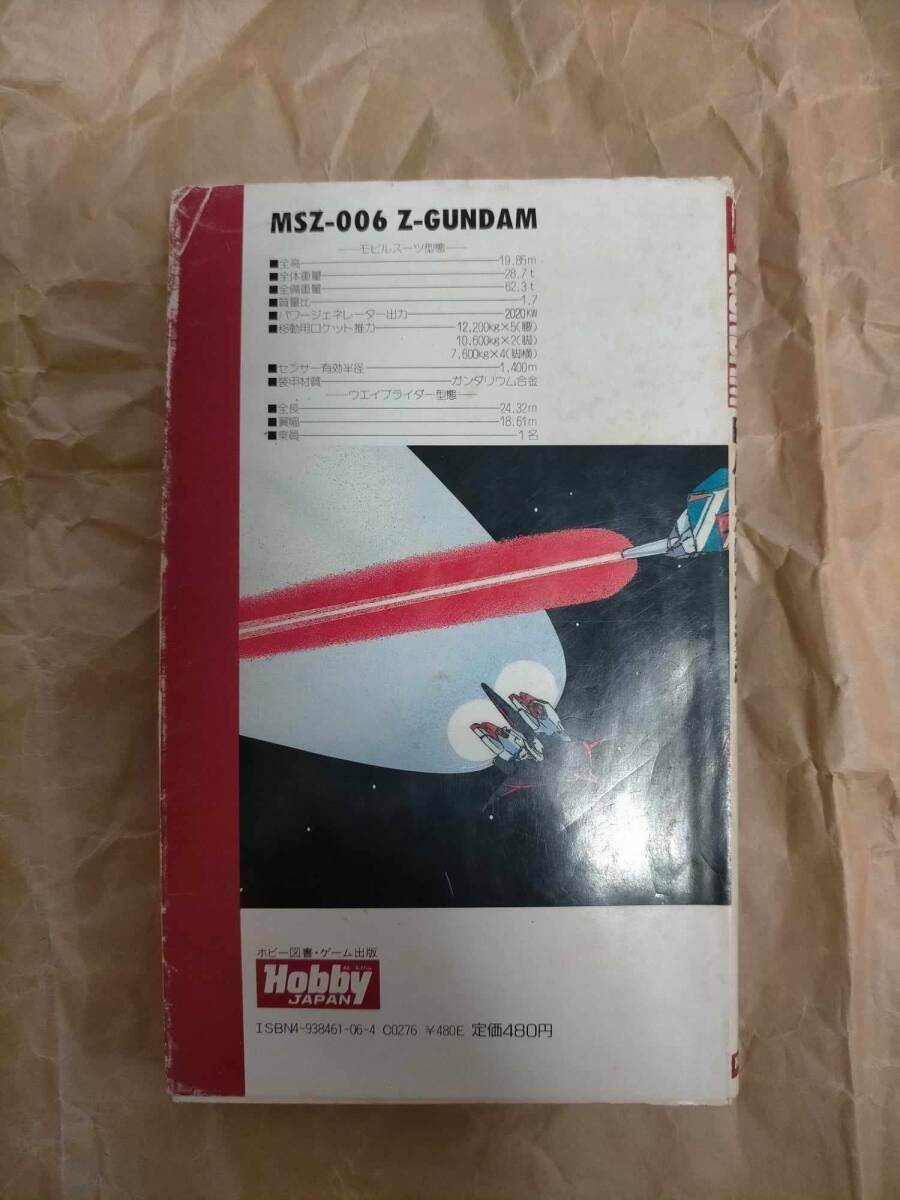 MSZ-006 Z-GUNDAM
モビルスーツ型態
■全高 19.85m
■全体重量 28.7t
■全備重量 62.3t
■質量比 1.7
■パワージェネレーター出力 2020KW
■移動用ロケット推力 12.200kg×5(腰)
10.600kg×2(脚)
7.600kg×4(脚横)
■センサー有効半径 1.400m
■装甲材質 ガンダリウム合金
ウエイブライダー型態
■全長 24.32m
■翼幅 18.61m
■乗員 1名
ホビー図書・ゲーム出版
Hobby
JAPAN
ISBN4-938461-06-4 C0276 ¥480E 定価480円